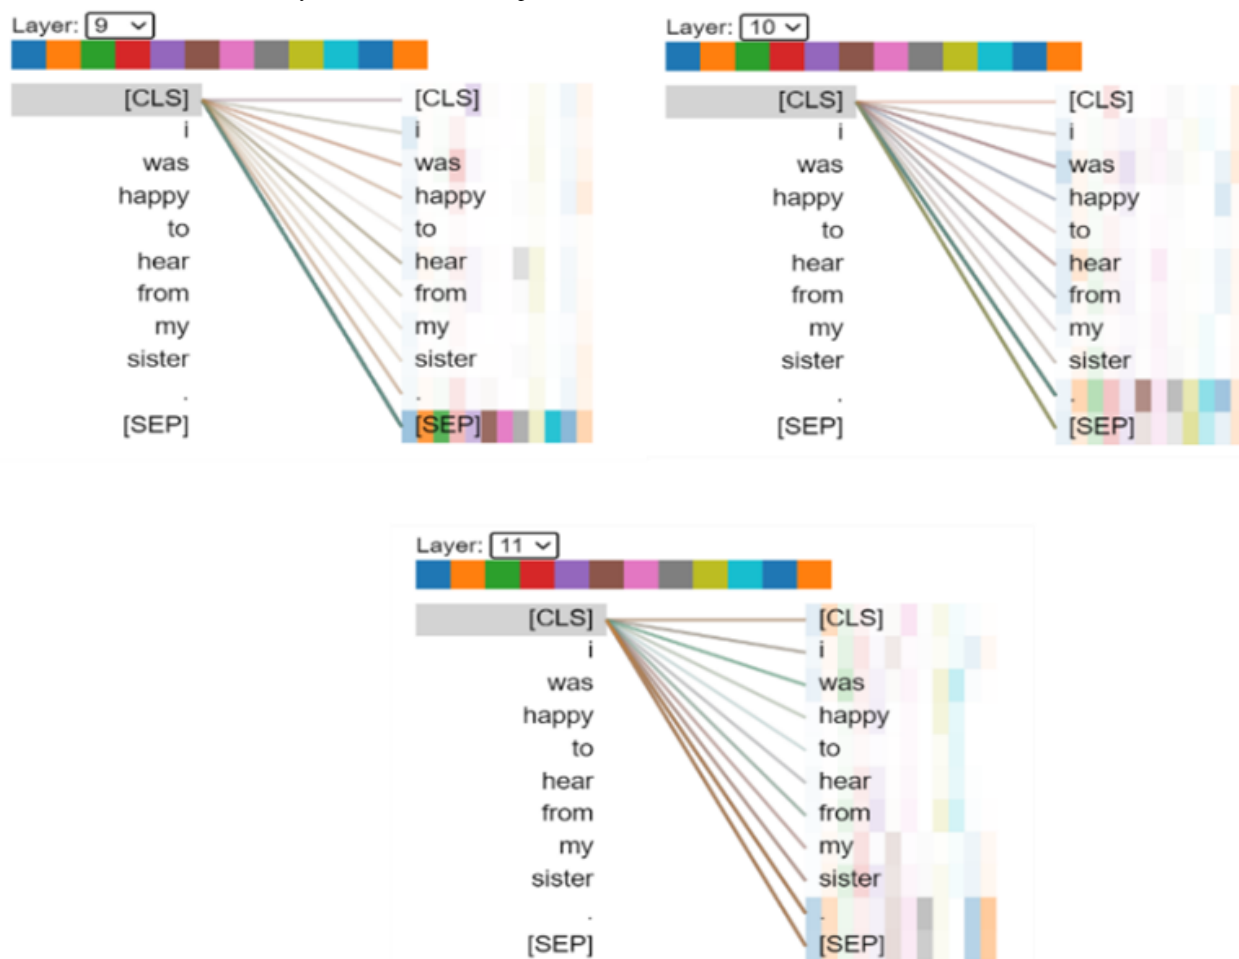 Layer: 9
[CLS] [CLS]
i i
was was
happy happy
to to
hear hear
from from
my my
sister sister
. .
[SEP] [SEP]
Layer: 10
[CLS] [CLS]
i i
was was
happy happy
to to
hear hear
from from
my my
sister sister
. .
[SEP] [SEP]
Layer: 11
[CLS] [CLS]
i i
was was
happy happy
to to
hear hear
from from
my my
sister sister
. .
[SEP] [SEP]